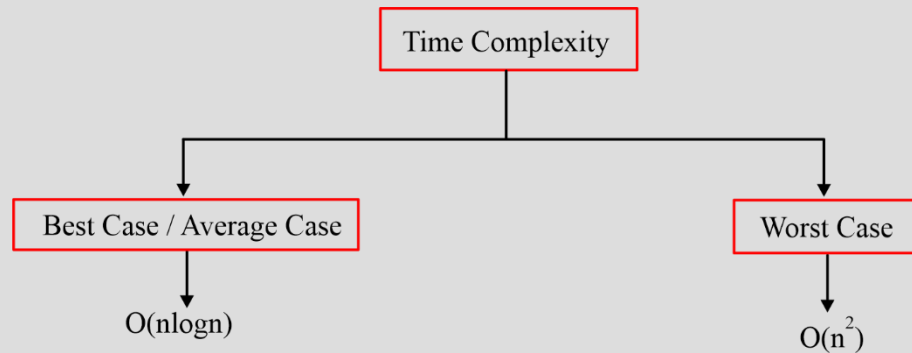 Time Complexity
Best Case / Average Case
Worst Case
O(nlogn)
O(n²)